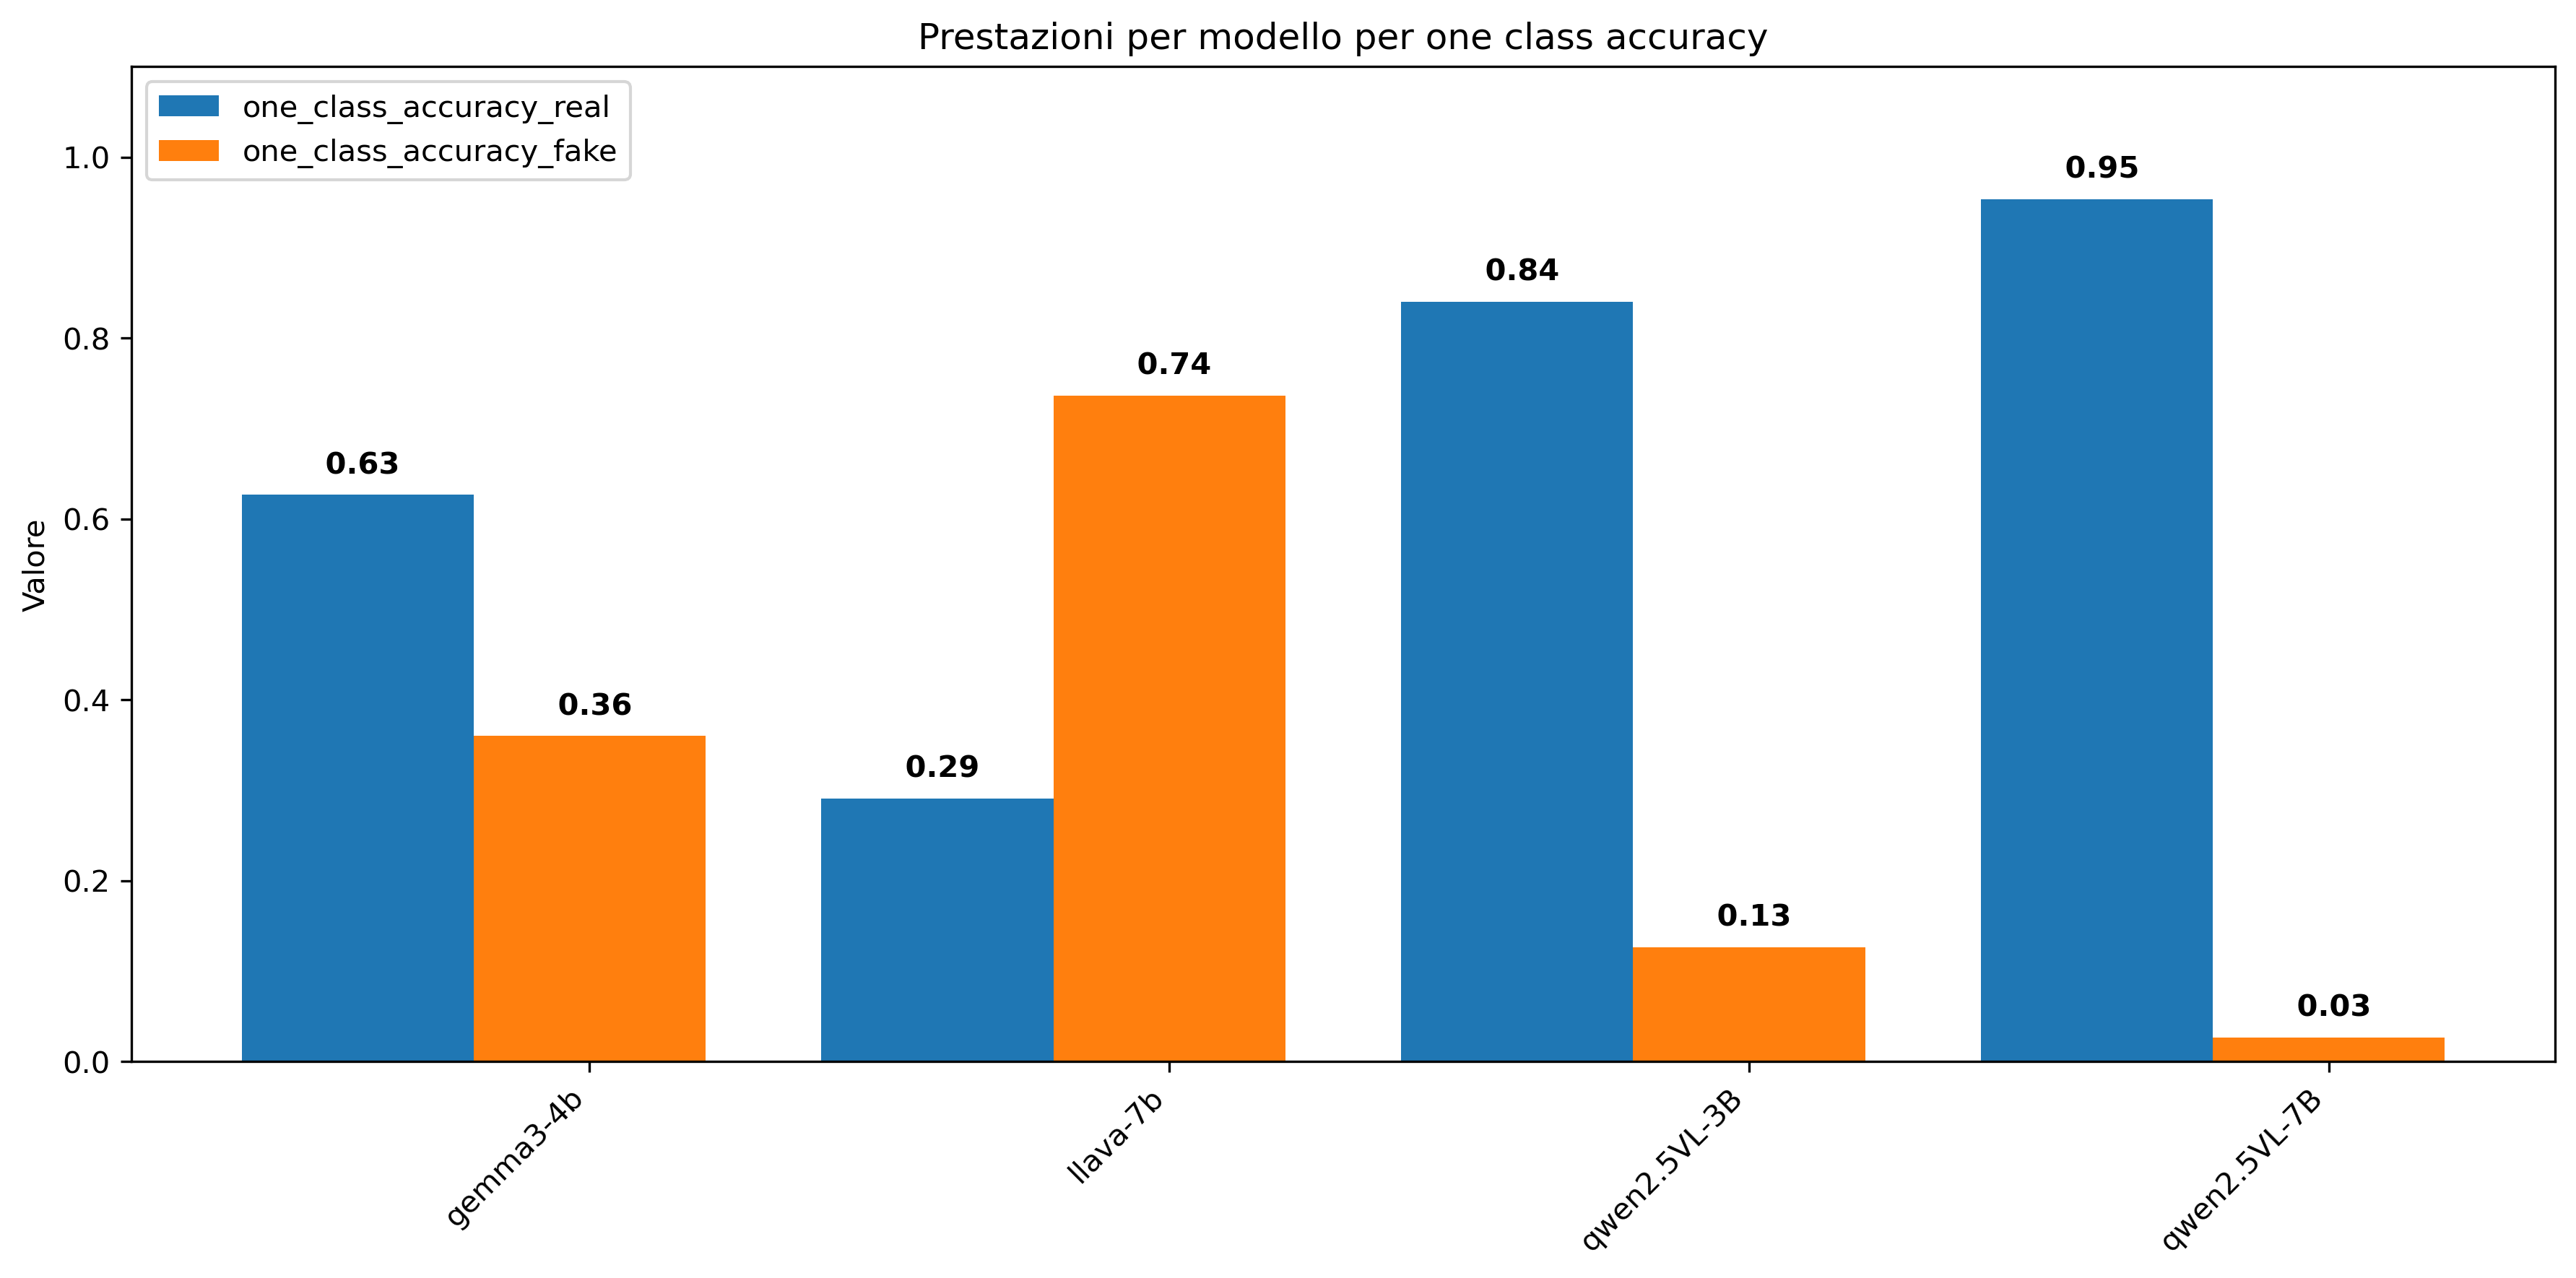 Prestazioni per modello per one class accuracy
one_class_accuracy_real
one_class_accuracy_fake
Valore
1.0
0.8
0.6
0.4
0.2
0.0
0.63
0.36
0.29
0.74
0.84
0.13
0.95
0.03
gemma3-4b
llava-7b
qwen2.5VL-3B
qwen2.5VL-7B